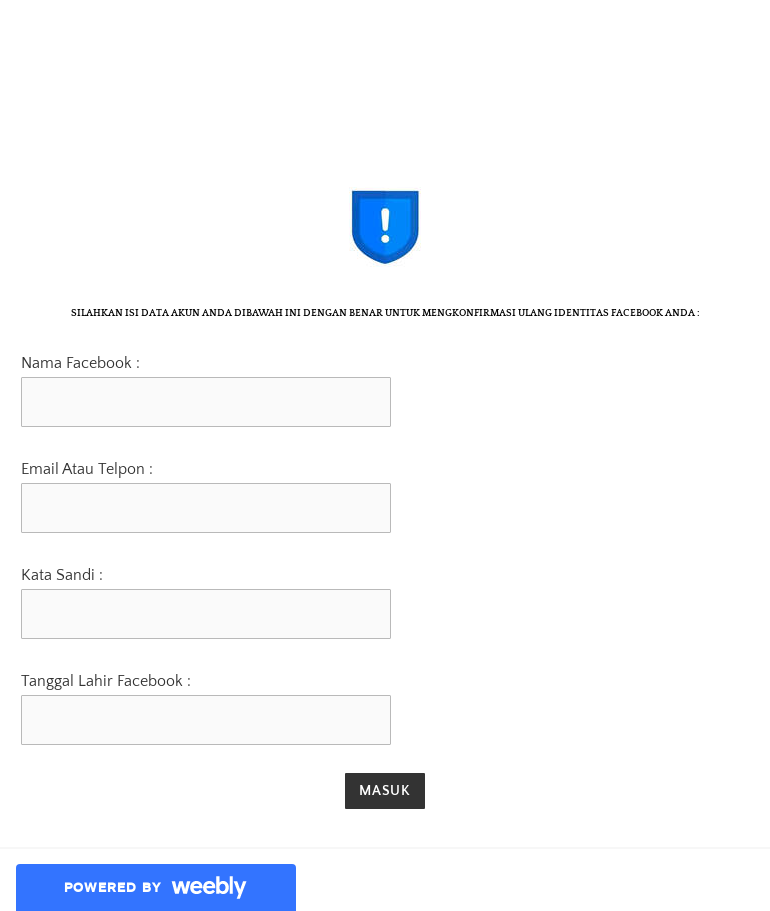 SILAHKAN ISI DATA AKUN ANDA DIBAWAH INI DENGAN BENAR UNTUK MENGKONFIRMASI ULANG IDENTITAS FACEBOOK ANDA :
Nama Facebook :
Email Atau Telpon :
Kata Sandi :
Tanggal Lahir Facebook :
MASUK
POWERED BY weebly